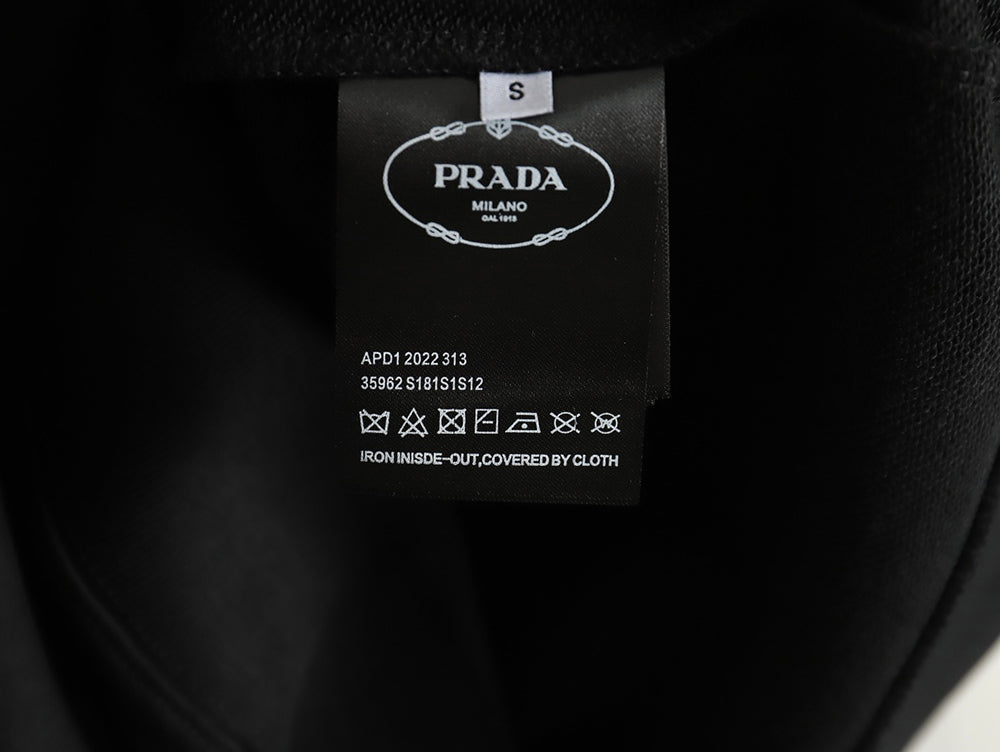 S
PRADA
MILANO
DAL 1913
APD1 2022 313
35962 S181S1S12
W
IRON INISDE-OUT,COVERED BY CLOTH